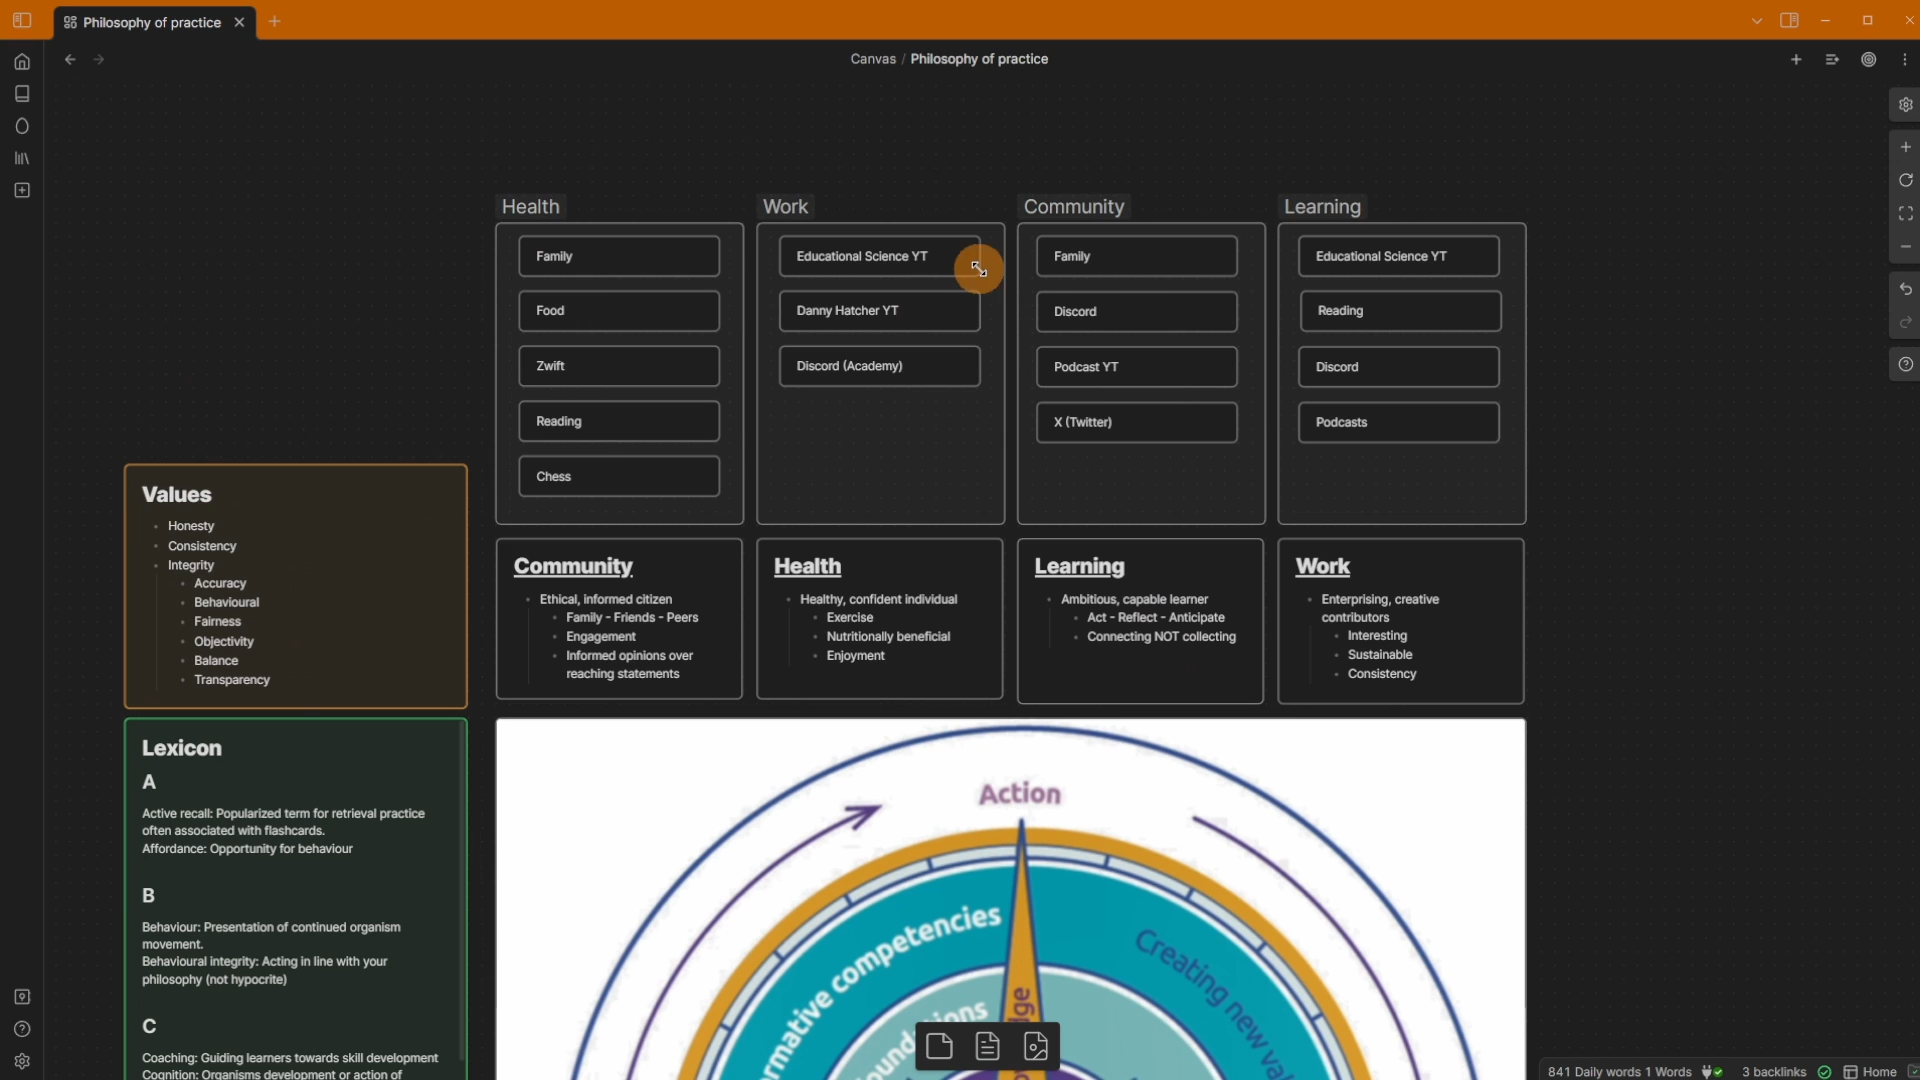 Philosophy of practice
Canvas / Philosophy of practice
Health
Family
Food
Zwift
Reading
Chess
Work
Educational Science YT
Danny Hatcher YT
Discord (Academy)
Community
Family
Discord
Podcast YT
X (Twitter)
Learning
Educational Science YT
Reading
Discord
Podcasts
Values
Honesty
Consistency
Integrity
Accuracy
Behavioural
Fairness
Objectivity
Balance
Transparency
Community
Ethical, informed citizen
Family - Friends - Peers
Engagement
Informed opinions over
reaching statements
Health
Healthy, confident individual
Exercise
Nutritionally beneficial
Enjoyment
Learning
Ambitious, capable learner
Act - Reflect - Anticipate
Connecting NOT collecting
Work
Enterprising, creative
contributors
Interesting
Sustainable
Consistency
Lexicon
A
Active recall: Popularized term for retrieval practice
often associated with flashcards.
Affordance: Opportunity for behaviour
B
Behaviour: Presentation of continued organism
movement.
Behavioural integrity: Acting in line with your
philosophy (not hypocrite)
C
Coaching: Guiding learners towards skill development
Cognition: Organisms development or action of
Action
competencies
Creating new
841 Daily words 1 Words
3 backlinks
Home